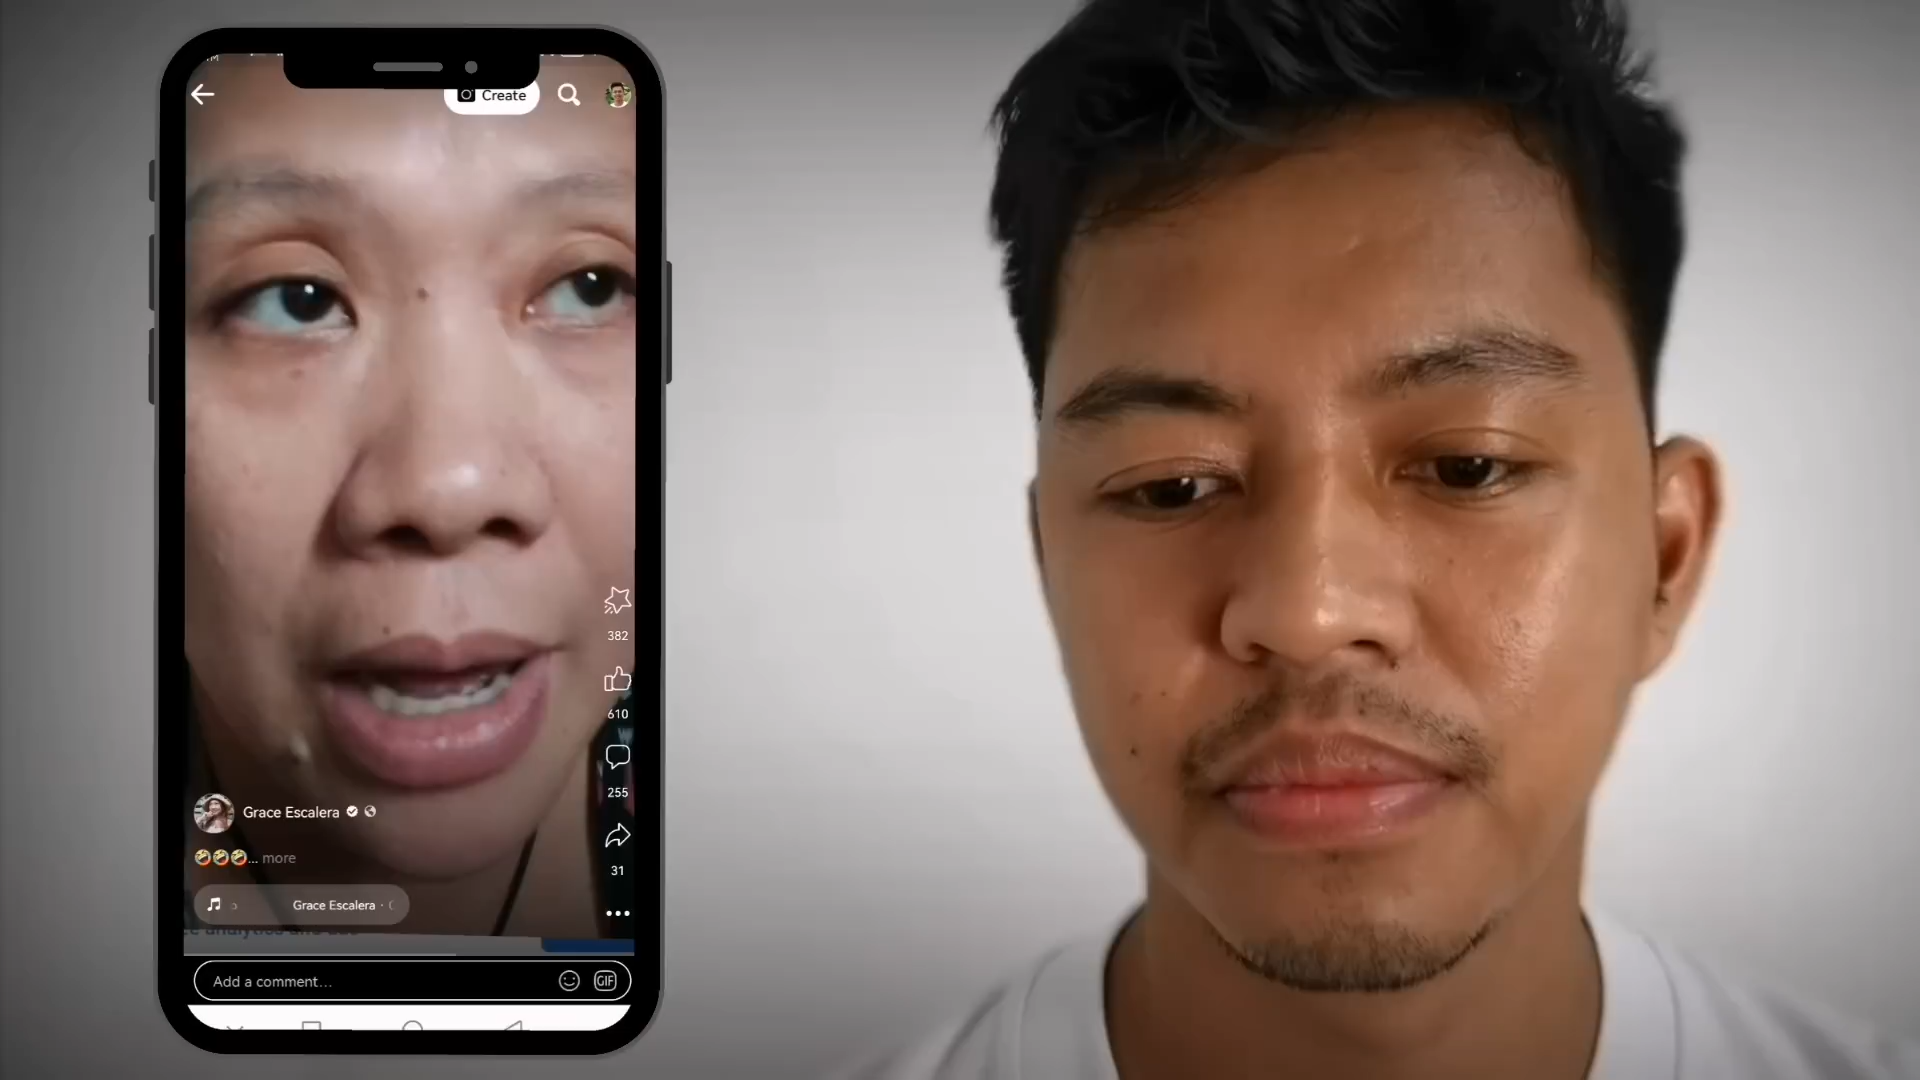 Create
382
610
255
31
Grace Escalera
... more
Grace Escalera ·
Add a comment...
GIF